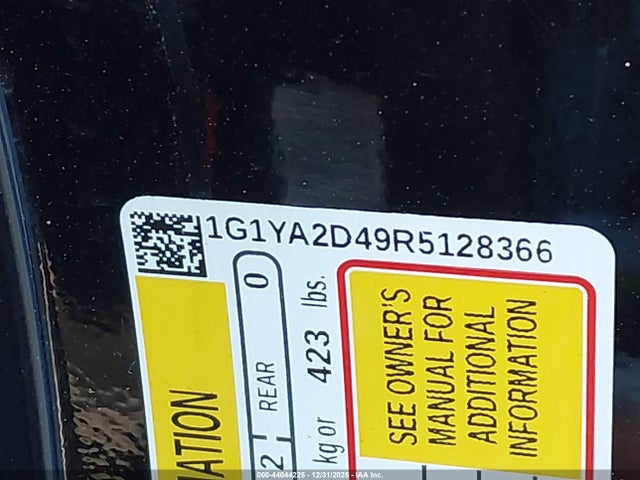 1G1YA2D49R5128366
0
REAR
2
423 lbs.
kg or
SEE OWNER'S
MANUAL FOR
ADDITIONAL
INFORMATION
000-44044225 - 12/31/2025 - IAA Inc.